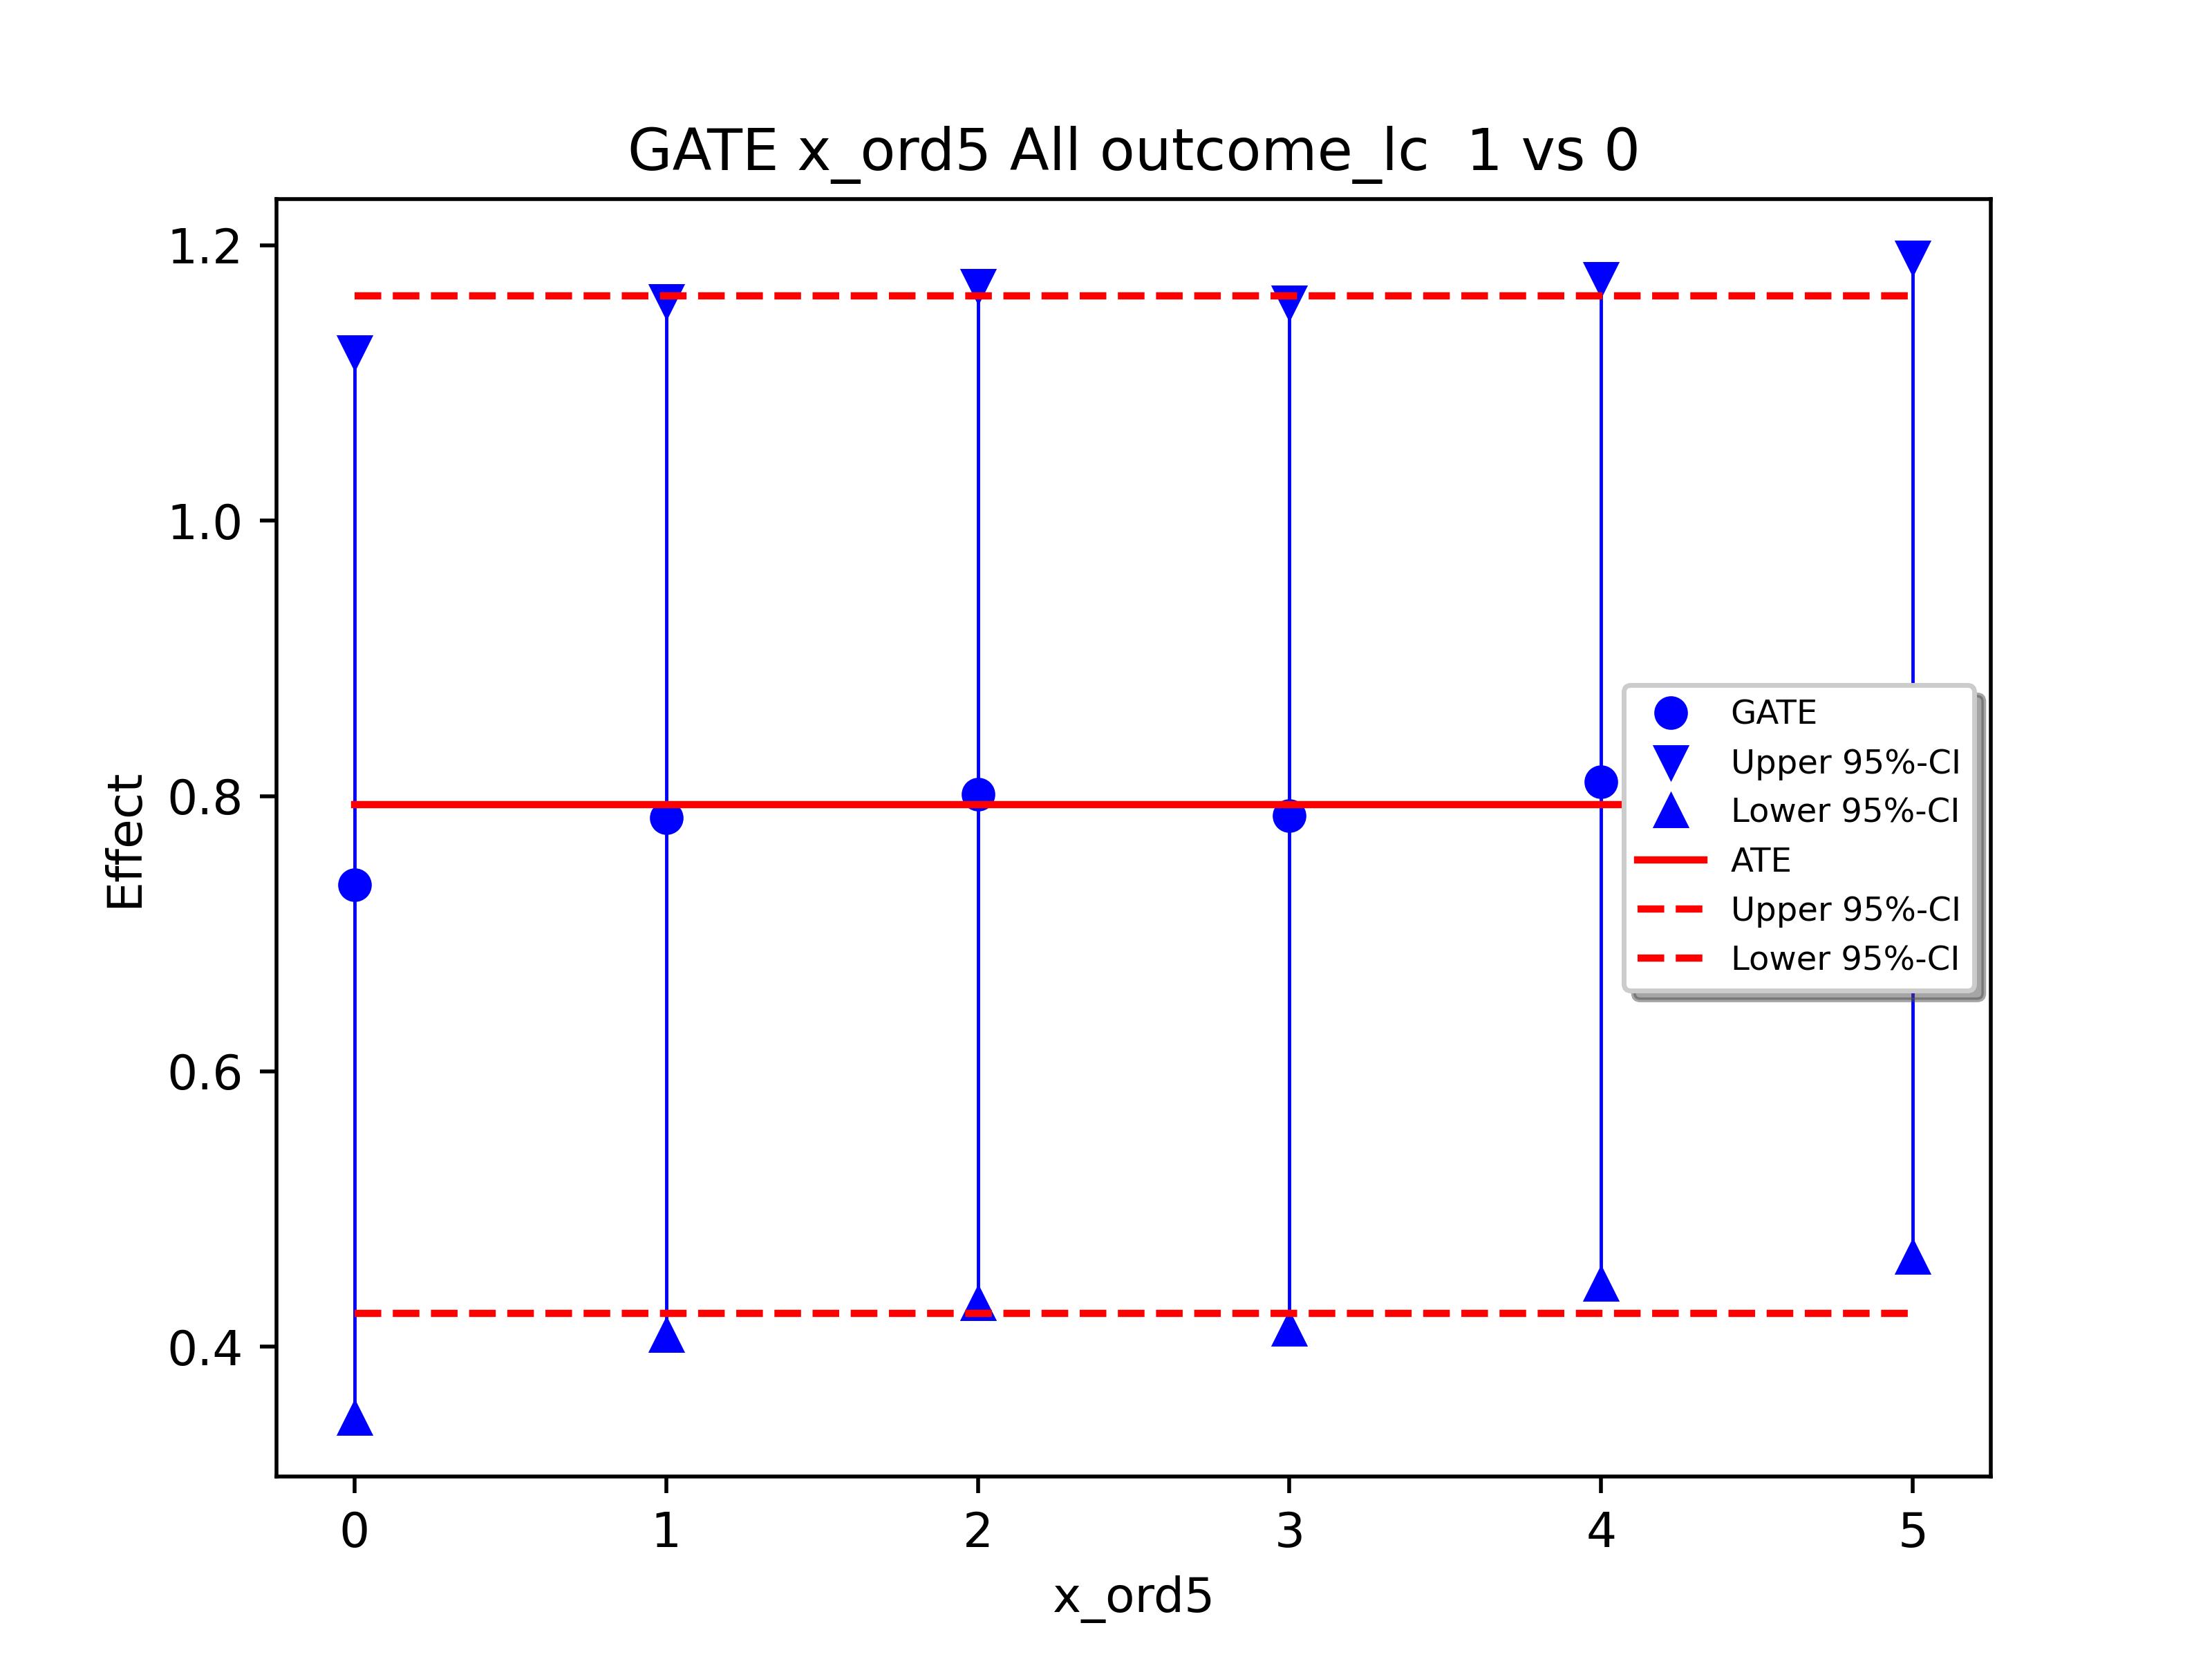 GATE x_ord5 All outcome_lc  1 vs 0
1.2
1.0
0.8
0.6
0.4
Effect
GATE
Upper 95%-CI
Lower 95%-CI
ATE
Upper 95%-CI
Lower 95%-CI
0 1 2 3 4 5
x_ord5